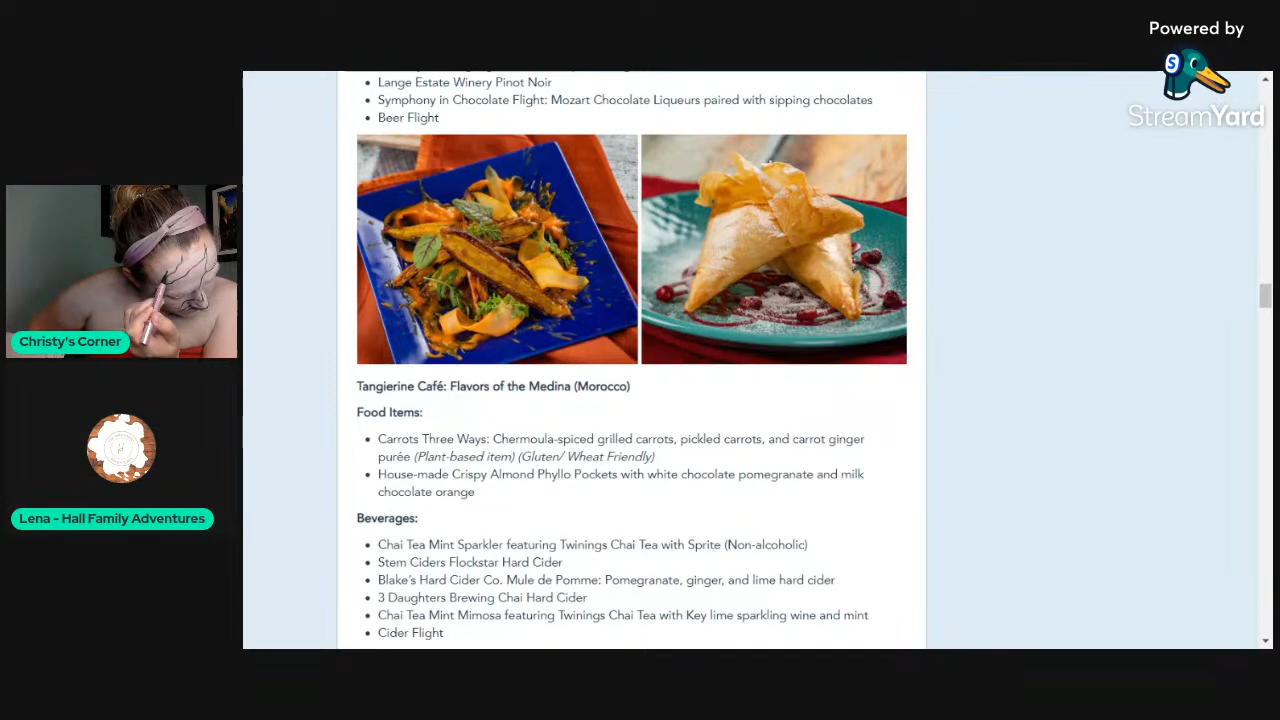 Powered by
StreamYard
Lange Estate Winery Pinot Noir
Symphony in Chocolate Flight: Mozart Chocolate Liqueurs paired with sipping chocolates
Beer Flight
Christy's Corner
Lena - Hall Family Adventures
Tangierine Café: Flavors of the Medina (Morocco)
Food Items:
Carrots Three Ways: Chermoula-spiced grilled carrots, pickled carrots, and carrot ginger
purée (Plant-based item) (Gluten/ Wheat Friendly)
House-made Crispy Almond Phyllo Pockets with white chocolate pomegranate and milk
chocolate orange
Beverages:
Chai Tea Mint Sparkler featuring Twinings Chai Tea with Sprite (Non-alcoholic)
Stem Ciders Flockstar Hard Cider
Blake's Hard Cider Co. Mule de Pomme: Pomegranate, ginger, and lime hard cider
3 Daughters Brewing Chai Hard Cider
Chai Tea Mint Mimosa featuring Twinings Chai Tea with Key lime sparkling wine and mint
Cider Flight